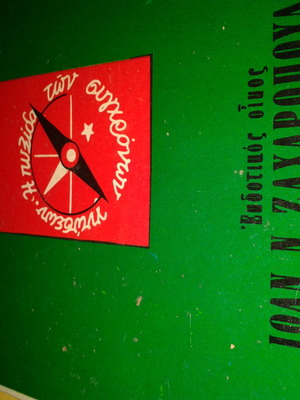 Ἡ πυξίδα τῶν συγχρόνων γνώσεων
Ἐκδοτικός οἶκος
ΙΩΑΝ Ν ΖΑΧΑΡΟΠΟΥΛ